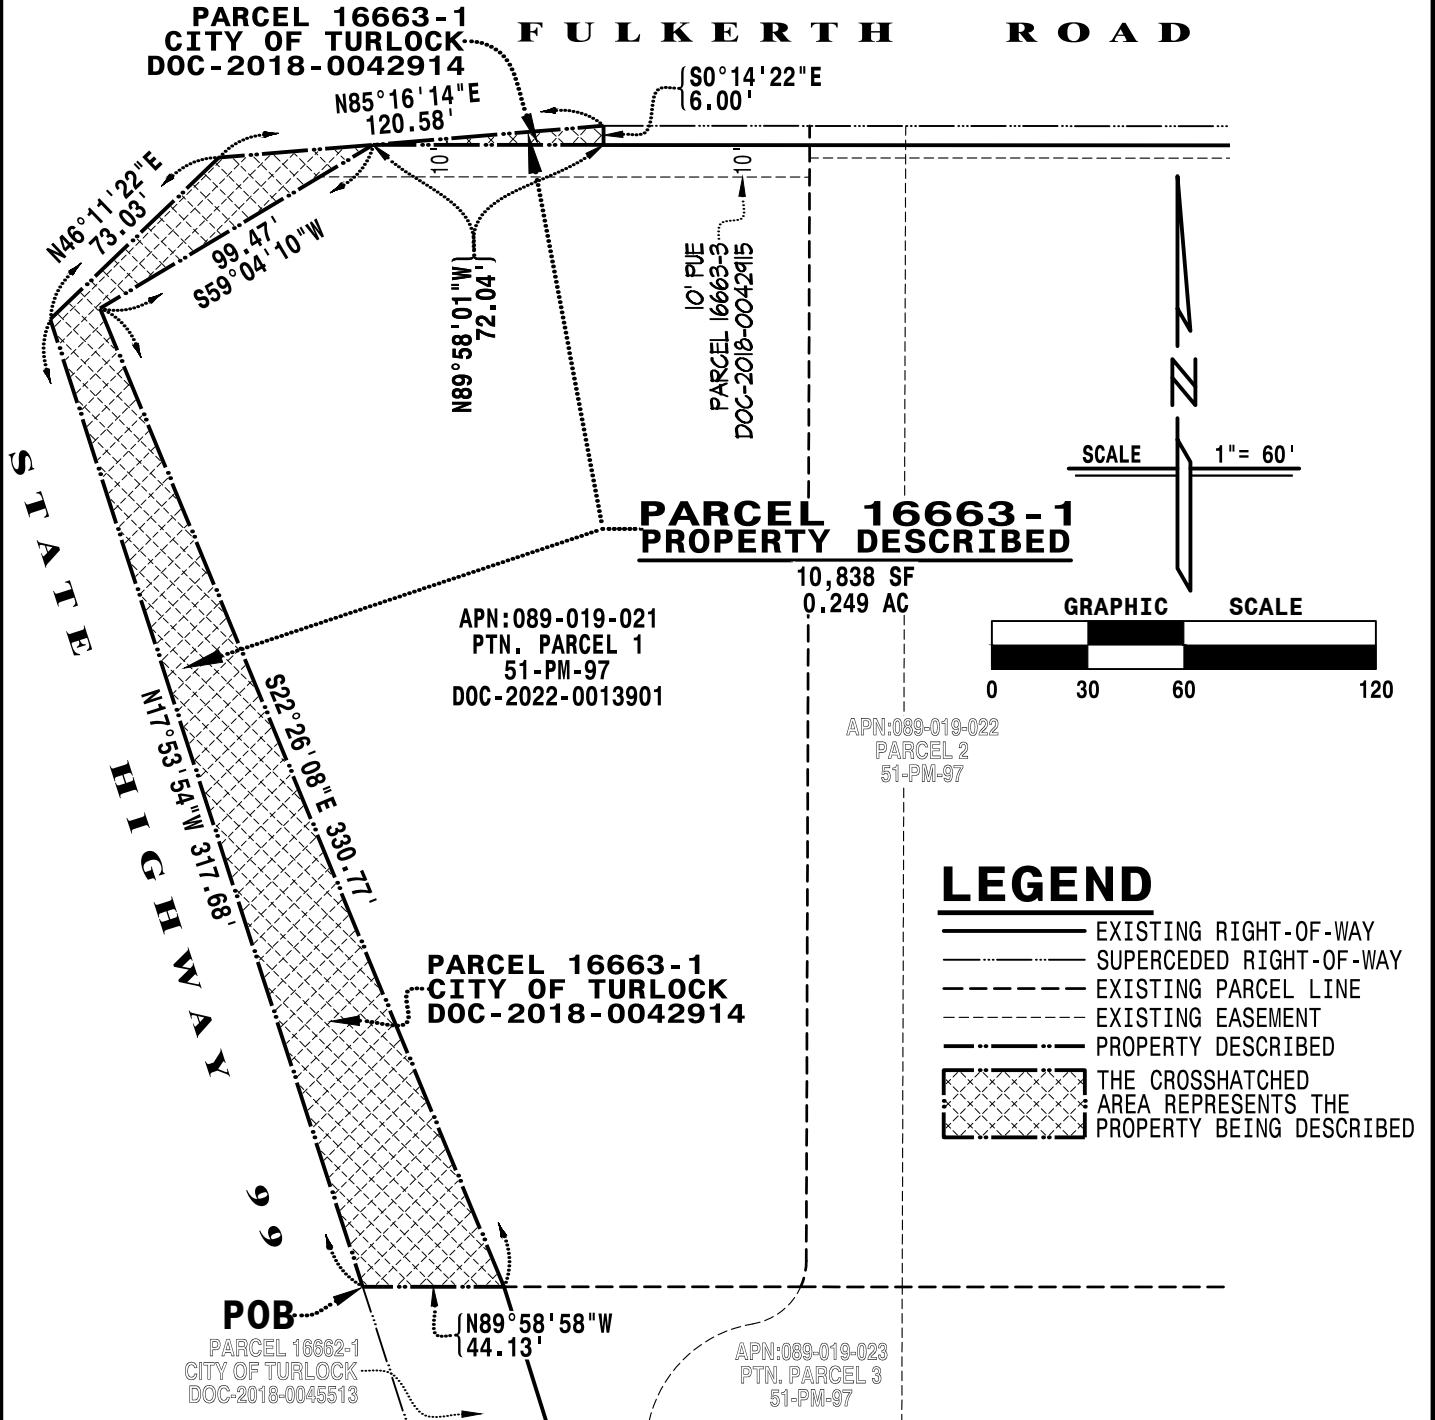 PARCEL 16663-1
CITY OF TURLOCK
DOC-2018-0042914
FULKERTH ROAD
S0°14'22"E
6.00'
N85°16'14"E
120.58'
N46°11'22"E
73.03'
99.47'
S59°04'10"W
10'
10'
N89°58'01"W
72.04'
10' PUE
PARCEL 16663-3
DOC-2018-0042915
N
SCALE 1"= 60'
PARCEL 16663-1
PROPERTY DESCRIBED
10,838 SF
0.249 AC
GRAPHIC SCALE
0 30 60 120
APN:089-019-021
PTN. PARCEL 1
51-PM-97
DOC-2022-0013901
STATE HIGHWAY 99
N17°53'54"W 317.68'
S22°26'08"E 330.77'
APN:089-019-022
PARCEL 2
51-PM-97
LEGEND
EXISTING RIGHT-OF-WAY
SUPERCEDED RIGHT-OF-WAY
EXISTING PARCEL LINE
EXISTING EASEMENT
PROPERTY DESCRIBED
THE CROSSHATCHED
AREA REPRESENTS THE
PROPERTY BEING DESCRIBED
PARCEL 16663-1
CITY OF TURLOCK
DOC-2018-0042914
POB
N89°58'58"W
44.13'
PARCEL 16662-1
CITY OF TURLOCK
DOC-2018-0045513
APN:089-019-023
PTN. PARCEL 3
51-PM-97